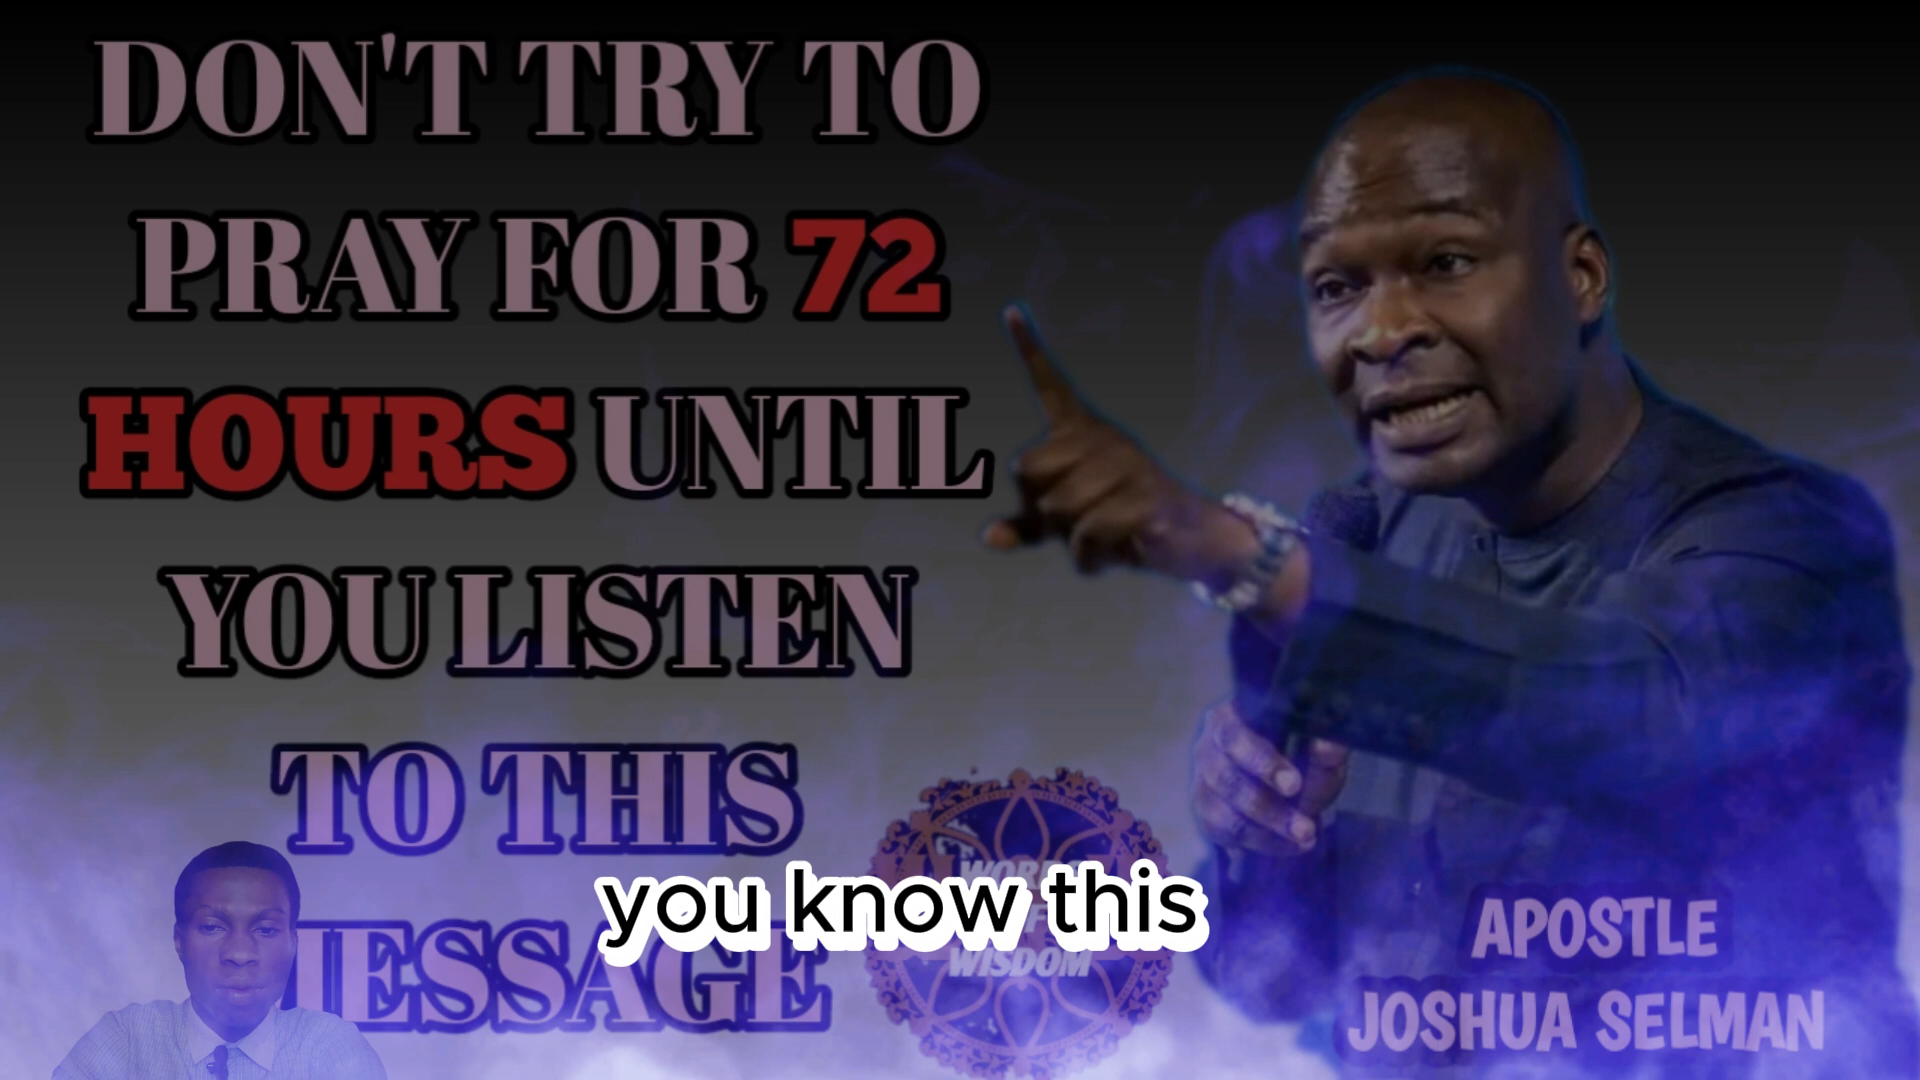 DON'T TRY TO
PRAY FOR 72
HOURS UNTIL
YOU LISTEN
TO THIS
ESSAGE
you know this
WISDOM
APOSTLE
JOSHUA SELMAN